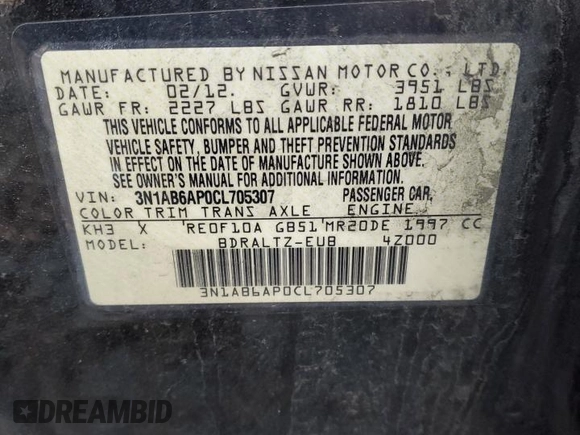 MANUFACTURED BY NISSAN MOTOR CO., LTD.
DATE: 02/12. GVWR: 3951 LBS
GAWR FR: 2227 LBS GAWR RR: 1810 LBS
THIS VEHICLE CONFORMS TO ALL APPLICABLE FEDERAL MOTOR
VEHICLE SAFETY, BUMPER AND THEFT PREVENTION STANDARDS
IN EFFECT ON THE DATE OF MANUFACTURE SHOWN ABOVE.
SEE OWNER'S MANUAL FOR ADDITIONAL INFORMATION.
VIN: 3N1AB6AP0CL705307 PASSENGER CAR
COLOR TRIM TRANS AXLE ENGINE
KH3 X RE0F10A GB51 MR20DE 1997 CC
MODEL: BDRALTZ-EUB 4Z000
3N1AB6AP0CL705307
DREAMBID